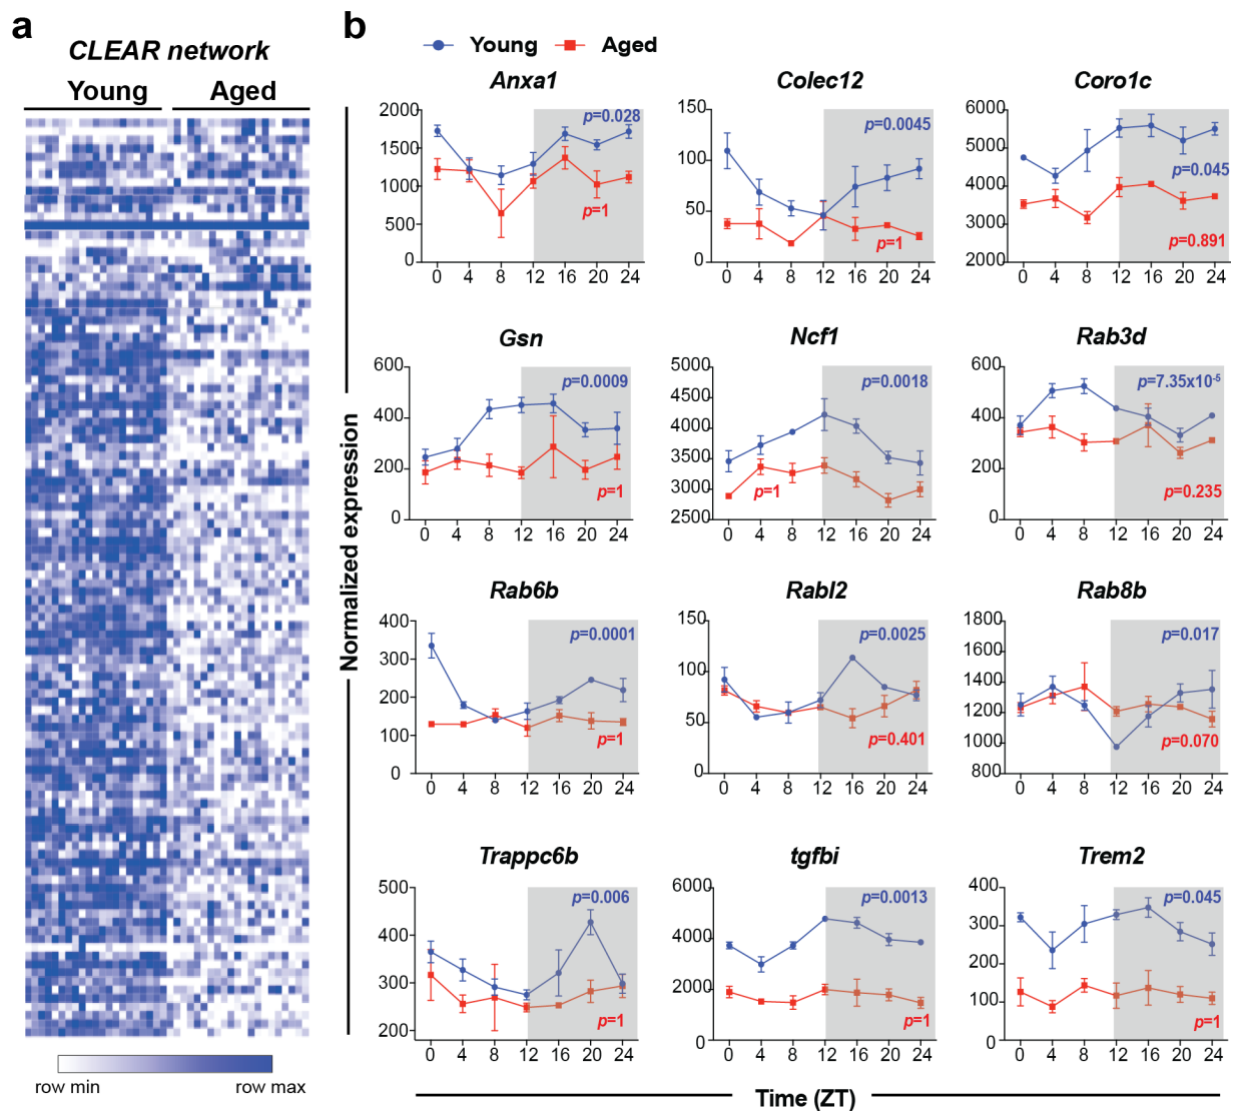 a
CLEAR network
Young Aged
row min row max
b
Young Aged
Normalized expression
Anxa1
2000
1500
1000
500
0
p=0.028
p=1
0 4 8 12 16 20 24
Colec12
150
100
50
0
p=0.0045
p=1
0 4 8 12 16 20 24
Coro1c
6000
5000
4000
3000
2000
p=0.045
p=0.891
0 4 8 12 16 20 24
Gsn
600
400
200
0
p=0.0009
p=1
0 4 8 12 16 20 24
Ncf1
5000
4500
4000
3500
3000
2500
p=0.0018
p=1
0 4 8 12 16 20 24
Rab3d
600
400
200
0
p=7.35x10-5
p=0.235
0 4 8 12 16 20 24
Rab6b
400
300
200
100
0
p=0.0001
p=1
0 4 8 12 16 20 24
Rabl2
150
100
50
0
p=0.0025
p=0.401
0 4 8 12 16 20 24
Rab8b
1800
1600
1400
1200
1000
800
p=0.017
p=0.070
0 4 8 12 16 20 24
Trappc6b
500
400
300
200
p=0.006
p=1
0 4 8 12 16 20 24
tgfbi
6000
4000
2000
0
p=0.0013
p=1
0 4 8 12 16 20 24
Trem2
400
300
200
100
0
p=0.045
p=1
0 4 8 12 16 20 24
Time (ZT)